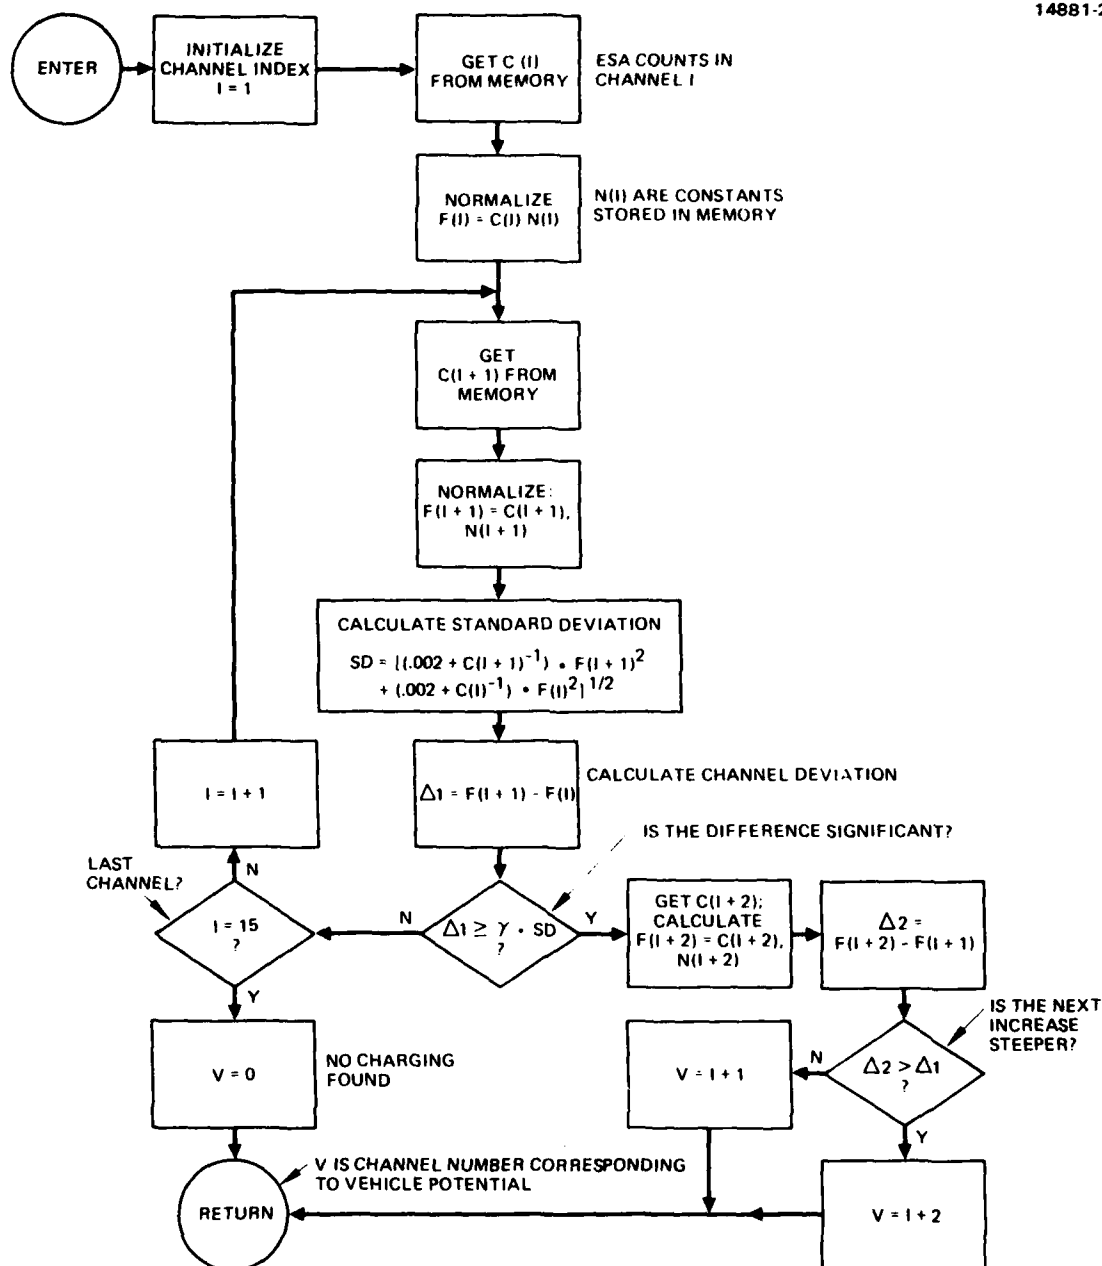 14881-2
ENTER
INITIALIZE
CHANNEL INDEX
I = 1
GET C (I)
FROM MEMORY
ESA COUNTS IN
CHANNEL I
NORMALIZE
F(I) = C(I) N(I)
N(I) ARE CONSTANTS
STORED IN MEMORY
GET
C(I + 1) FROM
MEMORY
NORMALIZE:
F(I + 1) = C(I + 1),
N(I + 1)
CALCULATE STANDARD DEVIATION
SD = [(.002 + C(I + 1)⁻¹) • F(I + 1)²
+ (.002 + C(I)⁻¹) • F(I)²]¹/²
I = I + 1
Δ1 = F(I + 1) - F(I)
CALCULATE CHANNEL DEVIATION
IS THE DIFFERENCE SIGNIFICANT?
LAST
CHANNEL?
N
I = 15
?
N
Δ1 ≥ γ • SD
?
Y
GET C(I + 2);
CALCULATE
F(I + 2) = C(I + 2),
N(I + 2)
Δ2 =
F(I + 2) - F(I + 1)
Y
IS THE NEXT
INCREASE
STEEPER?
V = 0
NO CHARGING
FOUND
V = I + 1
N
Δ2 > Δ1
?
Y
V IS CHANNEL NUMBER CORRESPONDING
TO VEHICLE POTENTIAL
RETURN
V = I + 2